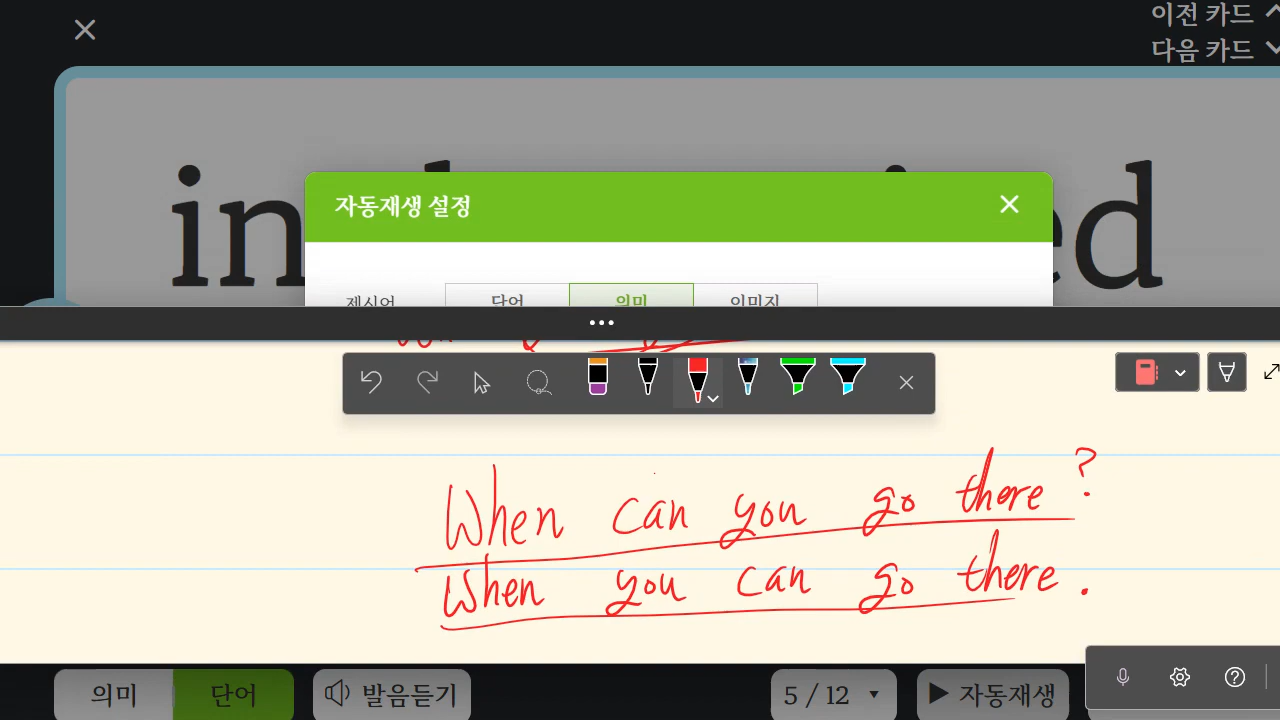 이전 카드
다음 카드
자동재생 설정
제시어 단어 의미 이미지
When can you go there?
When you can go there.
의미 단어 발음듣기 5 / 12 자동재생